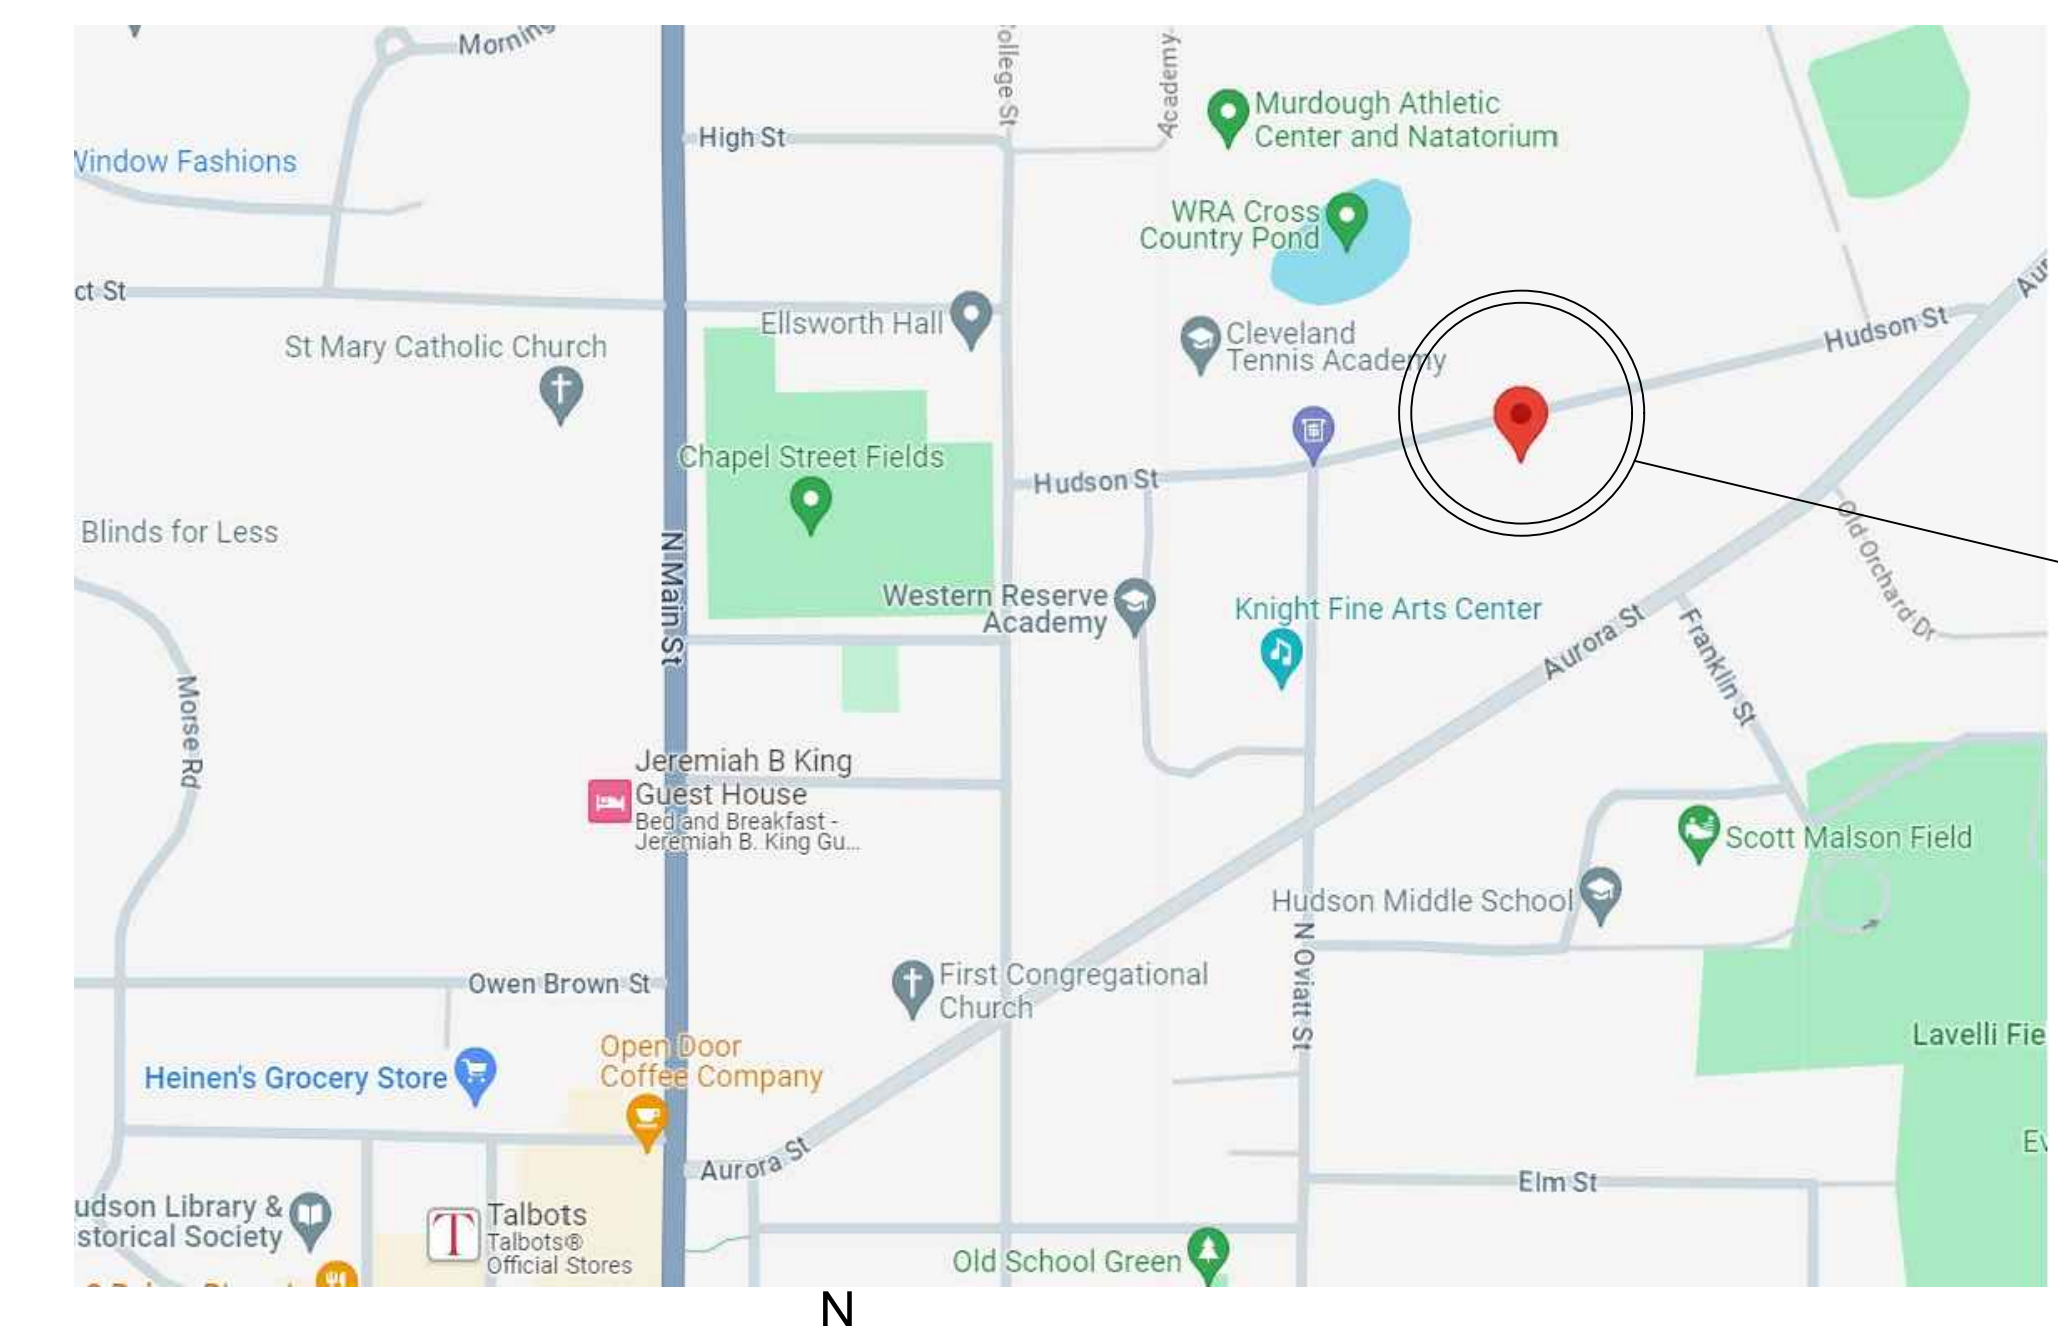 Morning
College St
Academy
Murdough Athletic
Center and Natatorium
High St
Window Fashions
WRA Cross
Country Pond
ct St
Ellsworth Hall
St Mary Catholic Church
Cleveland
Tennis Academy
Hudson St
Aur
Chapel Street Fields
Hudson St
Blinds for Less
N Main St
Old Orchard Dr
Western Reserve
Academy
Knight Fine Arts Center
Aurora St
Franklin St
Morse Rd
Jeremiah B King
Guest House
Bed and Breakfast -
Jeremiah B. King Gu...
Scott Malson Field
Hudson Middle School
Owen Brown St
First Congregational
Church
N Oviatt St
Lavelli Fie
Open Door
Coffee Company
Heinen's Grocery Store
Aurora St
Ev
Elm St
udson Library &
storical Society
T
Talbots
Talbots®
Official Stores
Old School Green
N